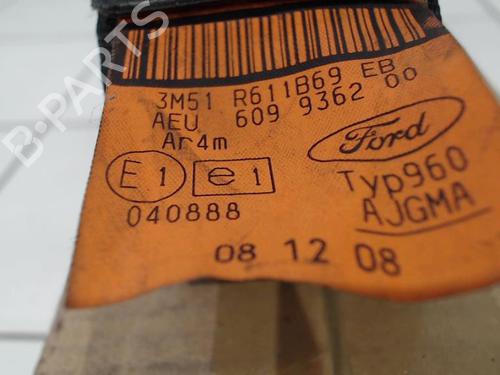 3M51 R611B69 EB
AEU 609 9362 00
Ar4m
Ford
E1 e1
Typ960
040888
AJGMA
08 12 08
B-PARTS